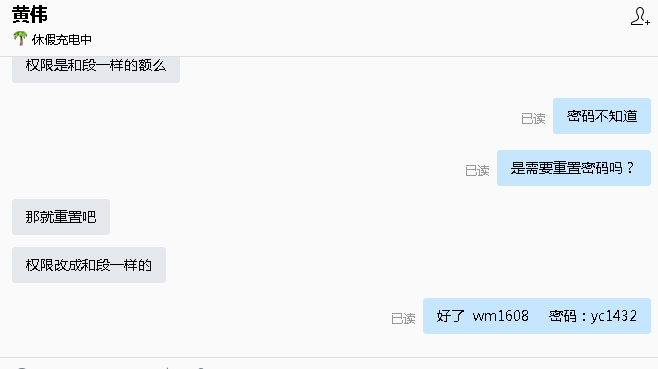 黄伟
休假充电中
权限是和段一样的额么
已读 密码不知道
已读 是需要重置密码吗？
那就重置吧
权限改成和段一样的
已读 好了 wm1608 密码：yc1432